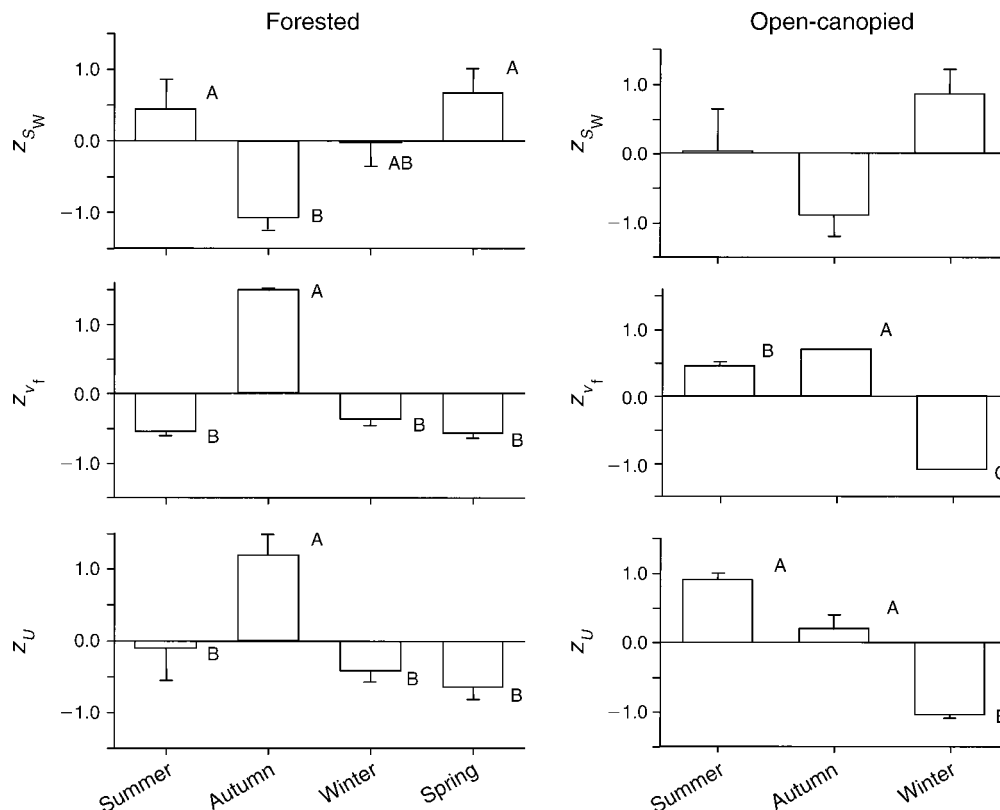 Forested
Open-canopied
z_{S_W}
1.0
0.0
−1.0
A
B
AB
A
z_{S_W}
1.0
0.0
−1.0
z_{v_f}
1.0
0.0
−1.0
B
A
B
B
z_{v_f}
1.0
0.0
−1.0
B
A
z_U
1.0
0.0
−1.0
B
A
B
B
z_U
1.0
0.0
−1.0
A
A
Summer
Autumn
Winter
Spring
Summer
Autumn
Winter